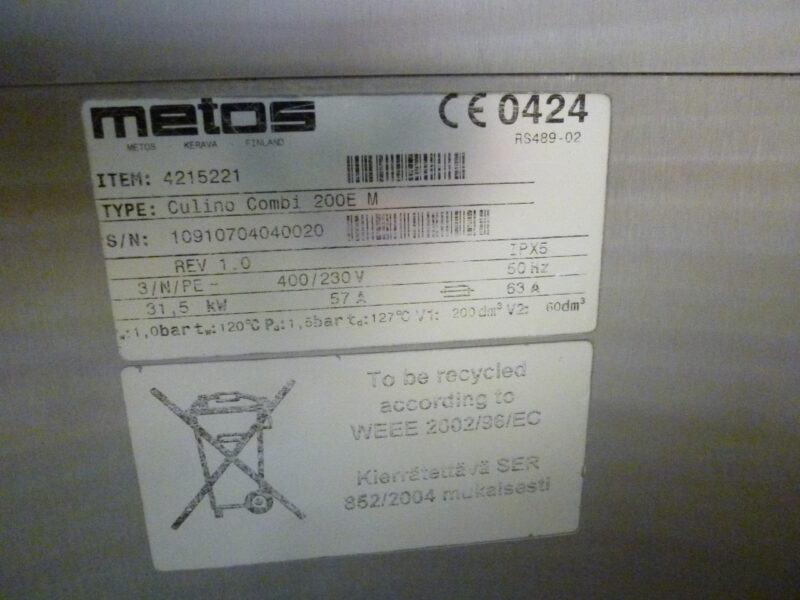 metos
METOS KERAVA - FINLAND
CE 0424
RS489-02
ITEM: 4215221
TYPE: Culino Combi 200E M
S/N: 10910704040020
REV 1.0 IPX5
3/N/PE~ 400/230V 50 Hz
31,5 kW 57 A 63 A
:1,0bar tw:120°C Pd:1,5bar td:127°C V1: 200dm³ V2: 60dm³
To be recycled
according to
WEEE 2002/96/EC
Kierrätettävä SER
852/2004 mukaisesti